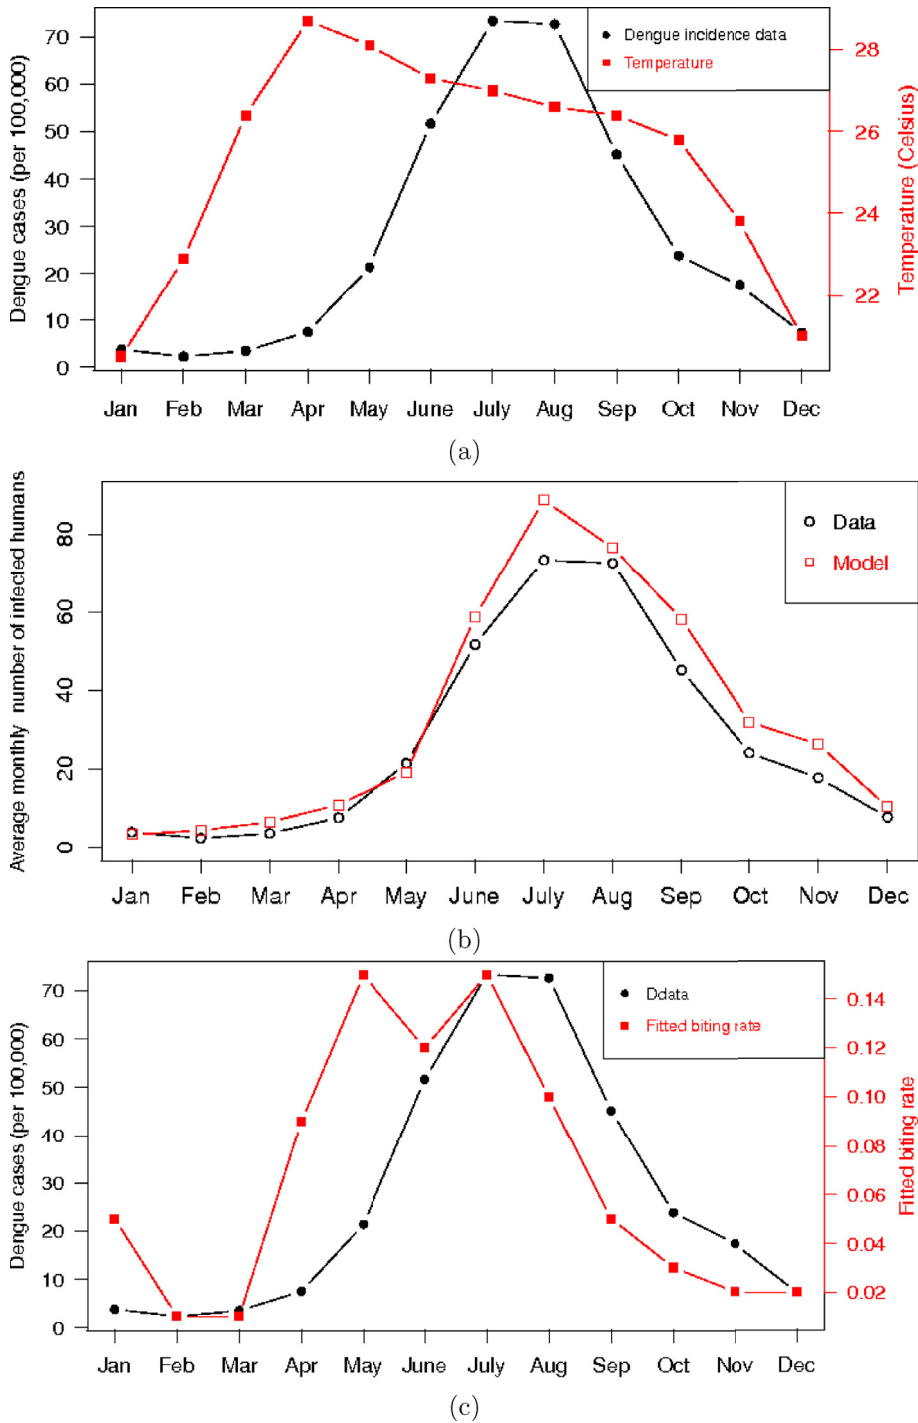 Dengue cases (per 100,000)
70
60
50
40
30
20
10
0
Dengue incidence data
Temperature
28
26
24
22
Temperature (Celsius)
Jan Feb Mar Apr May June July Aug Sep Oct Nov Dec
(a)
Average monthly number of infected humans
80
60
40
20
0
Data
Model
Jan Feb Mar Apr May June July Aug Sep Oct Nov Dec
(b)
Dengue cases (per 100,000)
70
60
50
40
30
20
10
0
Ddata
Fitted biting rate
0.14
0.12
0.10
0.08
0.06
0.04
0.02
Fitted biting rate
Jan Feb Mar Apr May June July Aug Sep Oct Nov Dec
(c)